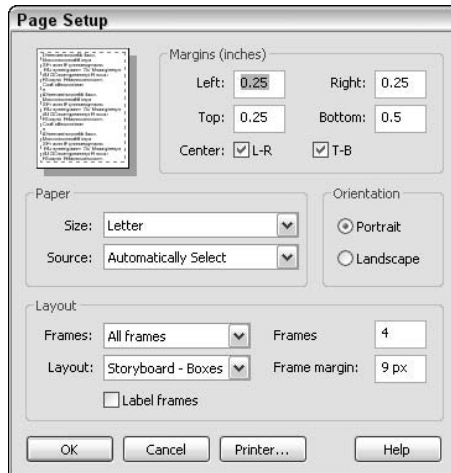 Page Setup
Margins (inches)
Left: 0.25 Right: 0.25
Top: 0.25 Bottom: 0.5
Center: L-R T-B
Paper
Size: Letter
Source: Automatically Select
Orientation
Portrait
Landscape
Layout
Frames: All frames Frames 4
Layout: Storyboard - Boxes Frame margin: 9 px
Label frames
OK Cancel Printer... Help